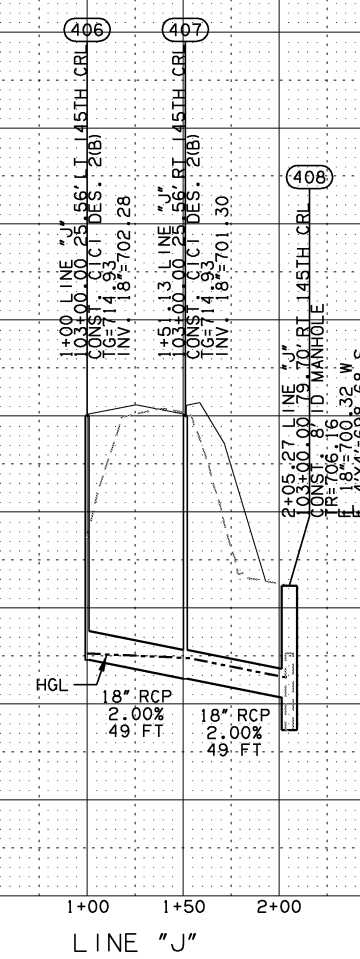 406
1+00 LINE "J"
103+00.00 25.56' LT 145TH CRL
CONST. CICI DES. 2(B)
TG=714.93
INV. 18"=702.28
407
1+51.13 LINE "J"
103+00.00 25.56' RT 145TH CRL
CONST. CICI DES. 2(B)
TG=714.93
INV. 18"=701.30
408
2+05.27 LINE "J"
103+00.00 79.70' RT 145TH CRL
CONST. 8' ID MANHOLE
TR=706.16
18"=700.32 W
HGL
18" RCP
2.00%
49 FT
18" RCP
2.00%
49 FT
1+00
1+50
2+00
LINE "J"